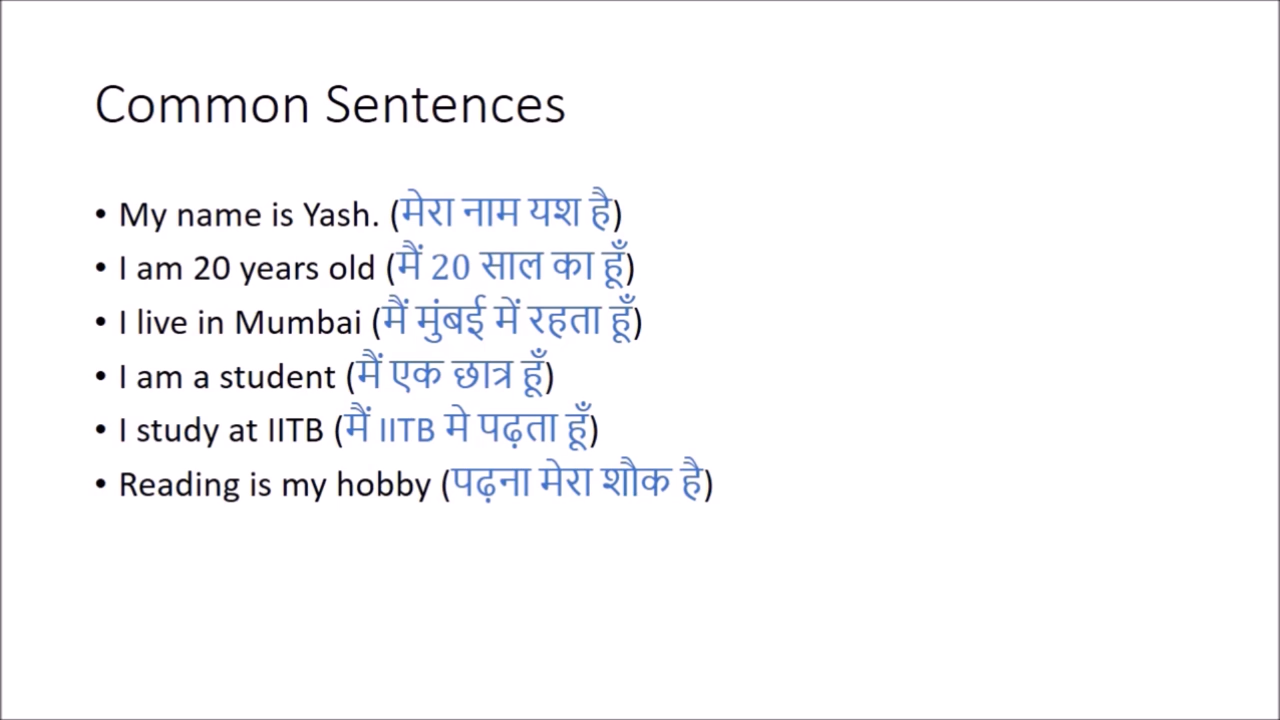 Common Sentences
• My name is Yash. (मेरा नाम यश है)
• I am 20 years old (मैं 20 साल का हूँ)
• I live in Mumbai (मैं मुंबई में रहता हूँ)
• I am a student (मैं एक छात्र हूँ)
• I study at IITB (मैं IITB मे पढ़ता हूँ)
• Reading is my hobby (पढ़ना मेरा शौक है)